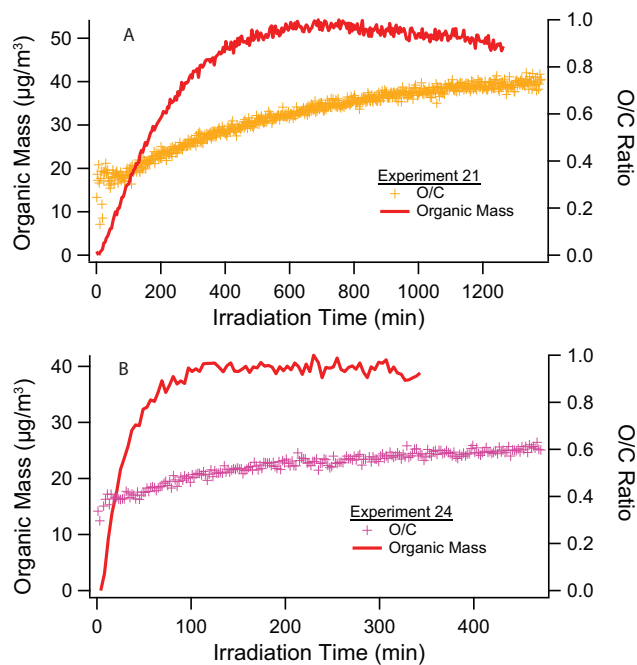 A
Organic Mass (µg/m³)
50
40
30
20
10
0
1.0
0.8
0.6
0.4
0.2
0.0
O/C Ratio
Experiment 21
O/C
Organic Mass
0
200
400
600
800
1000
1200
Irradiation Time (min)
B
Organic Mass (µg/m³)
40
30
20
10
0
1.0
0.8
0.6
0.4
0.2
0.0
O/C Ratio
Experiment 24
O/C
Organic Mass
0
100
200
300
400
Irradiation Time (min)